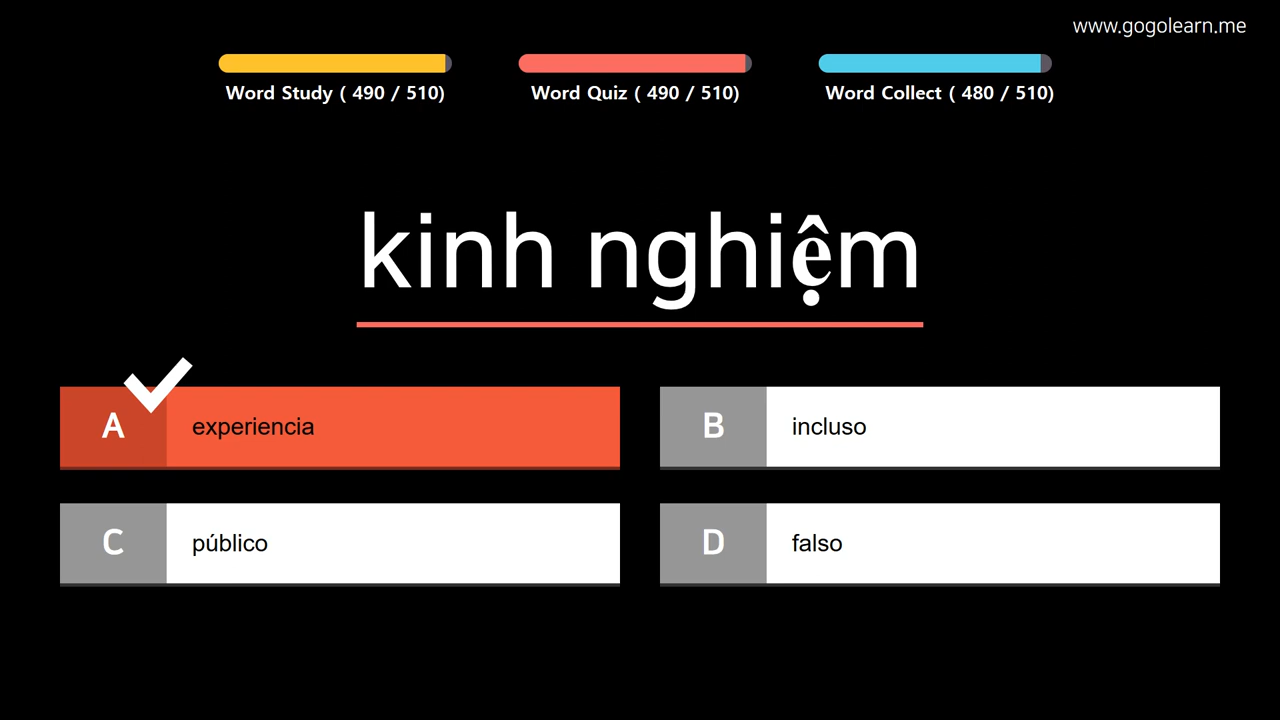 www.gogolearn.me
Word Study ( 490 / 510)
Word Quiz ( 490 / 510)
Word Collect ( 480 / 510)
kinh nghiệm
A experiencia
B incluso
C público
D falso